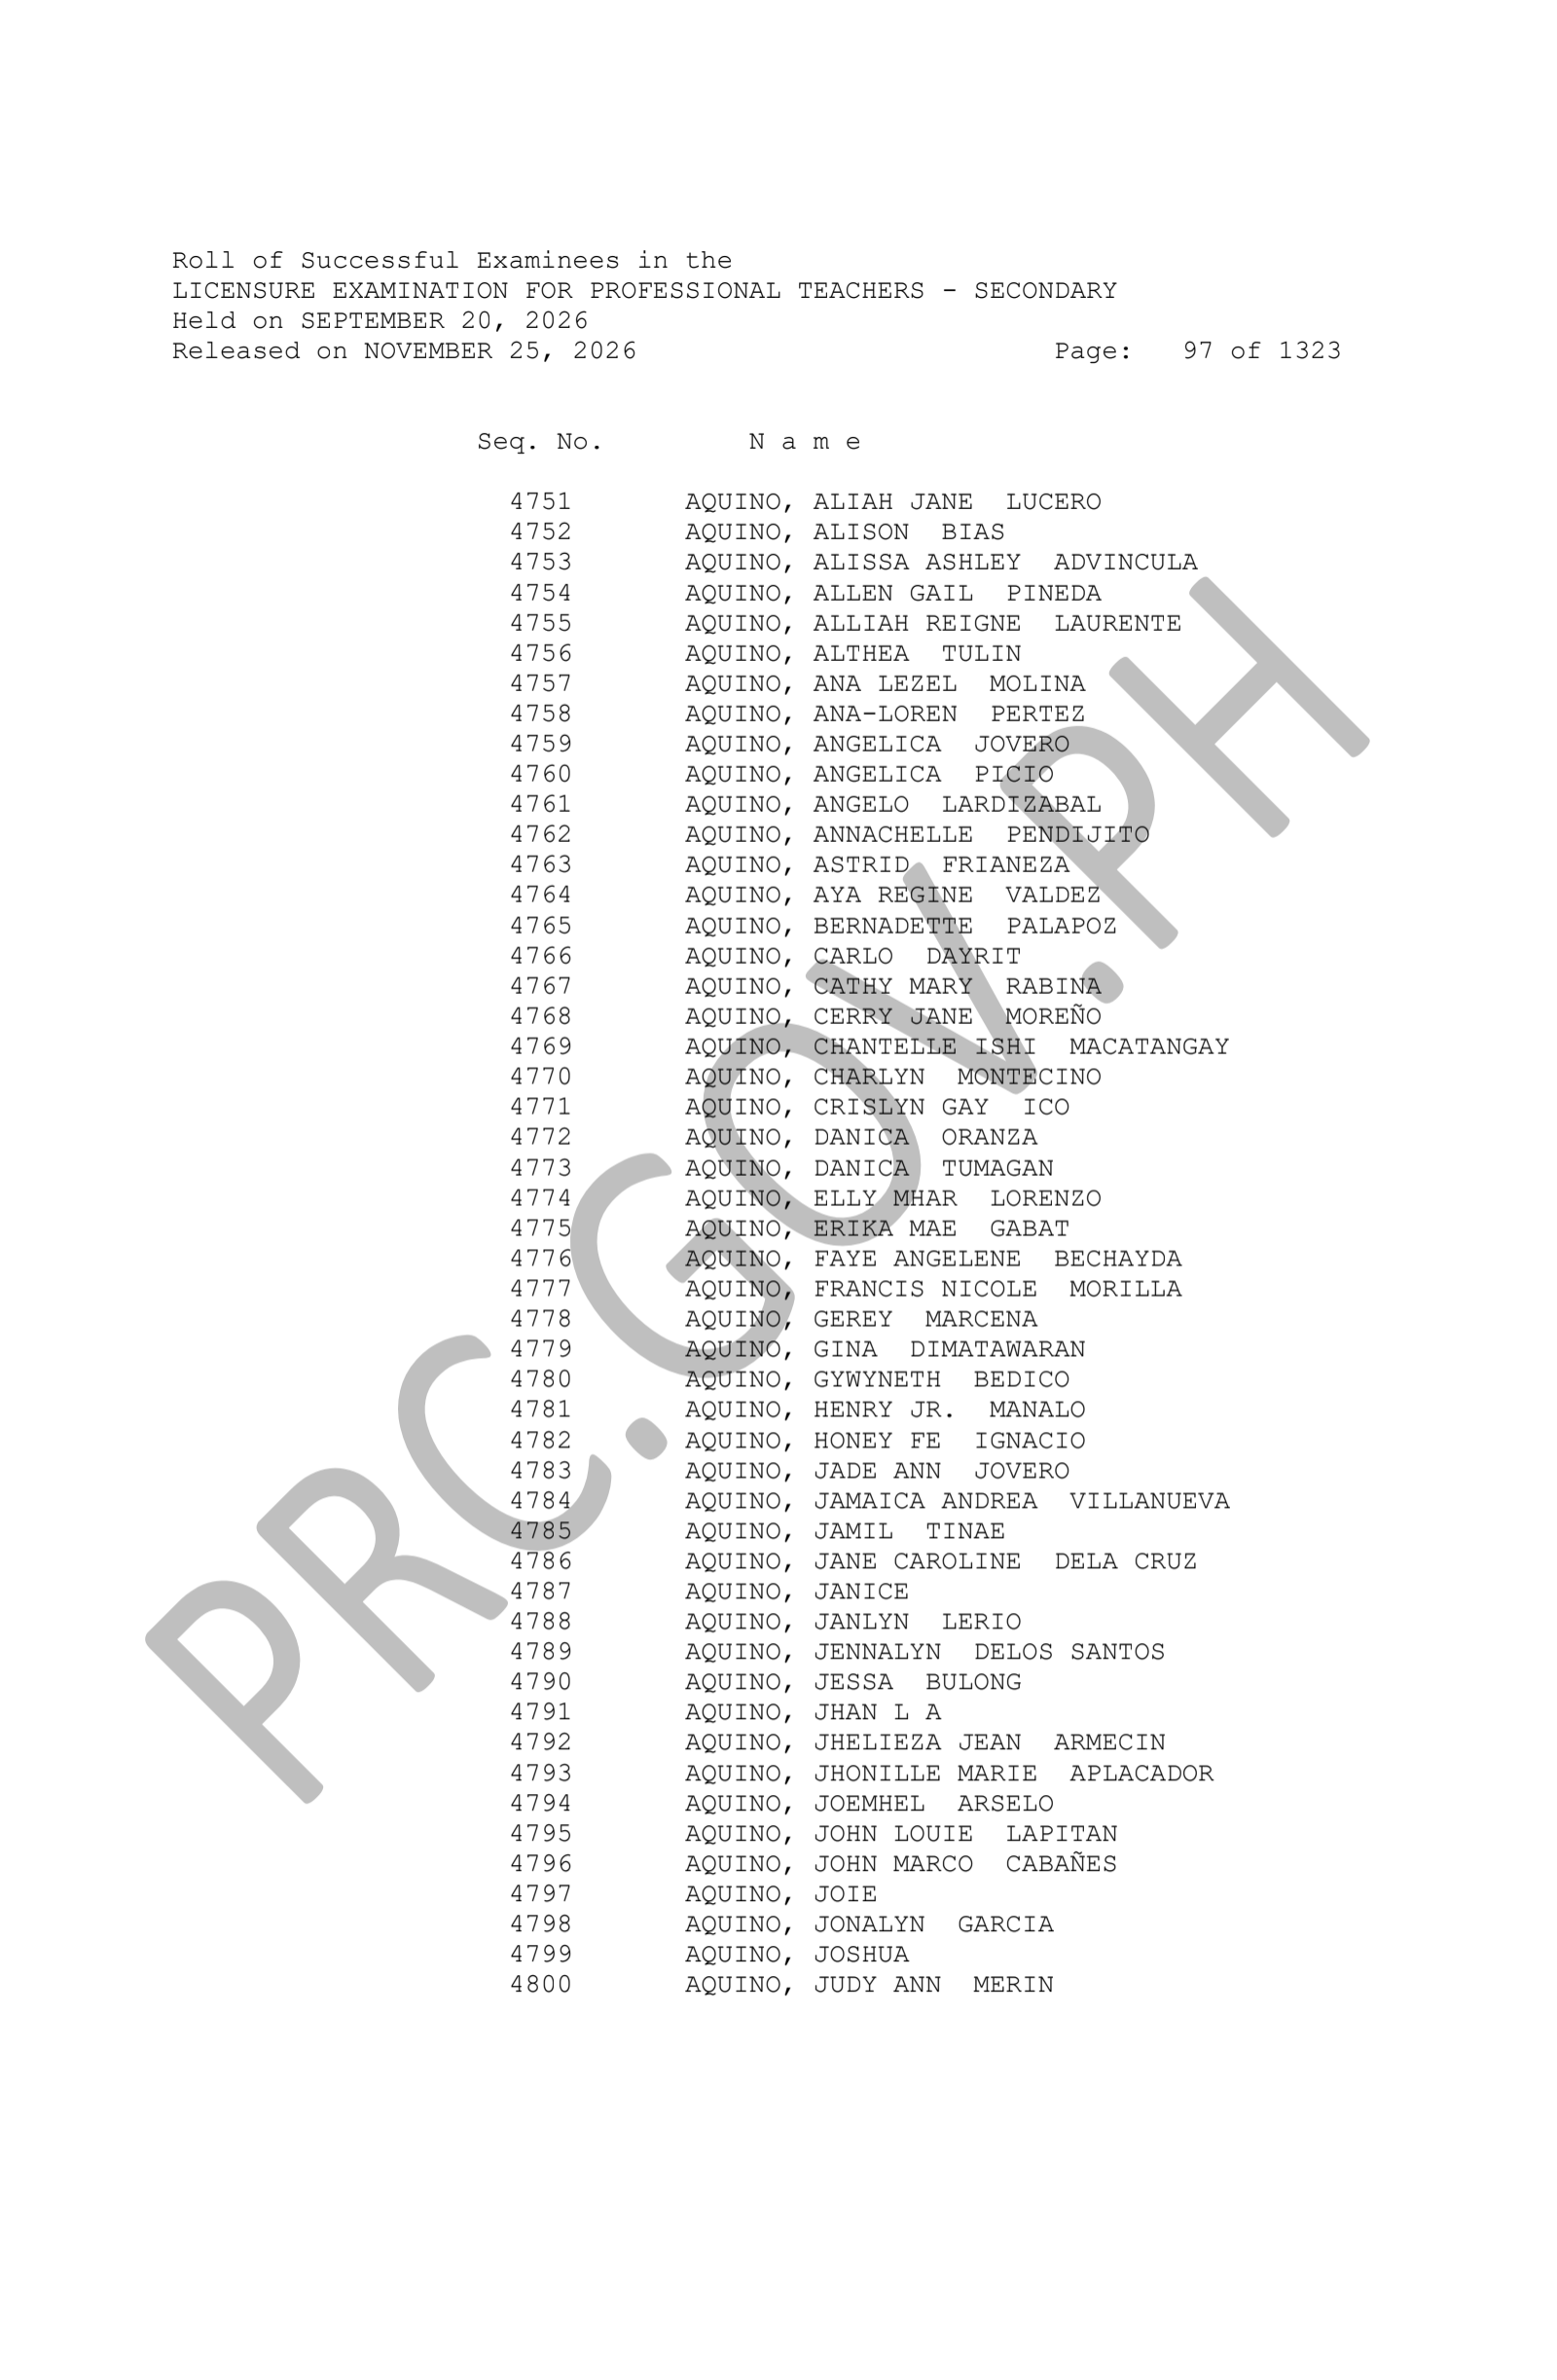 Roll of Successful Examinees in the
LICENSURE EXAMINATION FOR PROFESSIONAL TEACHERS - SECONDARY
Held on SEPTEMBER 20, 2026
Released on NOVEMBER 25, 2026 Page: 97 of 1323
Seq. No. N a m e
4751 AQUINO, ALIAH JANE LUCERO
4752 AQUINO, ALISON BIAS
4753 AQUINO, ALISSA ASHLEY ADVINCULA
4754 AQUINO, ALLEN GAIL PINEDA
4755 AQUINO, ALLIAH REIGNE LAURENTE
4756 AQUINO, ALTHEA TULIN
4757 AQUINO, ANA LEZEL MOLINA
4758 AQUINO, ANA-LOREN PERTEZ
4759 AQUINO, ANGELICA JOVERO
4760 AQUINO, ANGELICA PICIO
4761 AQUINO, ANGELO LARDIZABAL
4762 AQUINO, ANNACHELLE PENDIJITO
4763 AQUINO, ASTRID FRIANEZA
4764 AQUINO, AYA REGINE VALDEZ
4765 AQUINO, BERNADETTE PALAPOZ
4766 AQUINO, CARLO DAYRIT
4767 AQUINO, CATHY MARY RABINA
4768 AQUINO, CERRY JANE MOREÑO
4769 AQUINO, CHANTELLE ISHI MACATANGAY
4770 AQUINO, CHARLYN MONTECINO
4771 AQUINO, CRISLYN GAY ICO
4772 AQUINO, DANICA ORANZA
4773 AQUINO, DANICA TUMAGAN
4774 AQUINO, ELLY MHAR LORENZO
4775 AQUINO, ERIKA MAE GABAT
4776 AQUINO, FAYE ANGELENE BECHAYDA
4777 AQUINO, FRANCIS NICOLE MORILLA
4778 AQUINO, GEREY MARCENA
4779 AQUINO, GINA DIMATAWARAN
4780 AQUINO, GYWYNETH BEDICO
4781 AQUINO, HENRY JR. MANALO
4782 AQUINO, HONEY FE IGNACIO
4783 AQUINO, JADE ANN JOVERO
4784 AQUINO, JAMAICA ANDREA VILLANUEVA
4785 AQUINO, JAMIL TINAE
4786 AQUINO, JANE CAROLINE DELA CRUZ
4787 AQUINO, JANICE
4788 AQUINO, JANLYN LERIO
4789 AQUINO, JENNALYN DELOS SANTOS
4790 AQUINO, JESSA BULONG
4791 AQUINO, JHAN L A
4792 AQUINO, JHELIEZA JEAN ARMECIN
4793 AQUINO, JHONILLE MARIE APLACADOR
4794 AQUINO, JOEMHEL ARSELO
4795 AQUINO, JOHN LOUIE LAPITAN
4796 AQUINO, JOHN MARCO CABAÑES
4797 AQUINO, JOIE
4798 AQUINO, JONALYN GARCIA
4799 AQUINO, JOSHUA
4800 AQUINO, JUDY ANN MERIN
PRC.GOV.PH